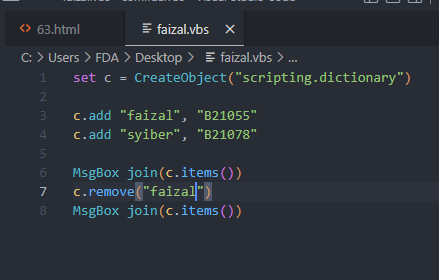 63.html
faizal.vbs
C: > Users > FDA > Desktop > faizal.vbs > ...
1 set c = CreateObject("scripting.dictionary")
2
3 c.add "faizal", "B21055"
4 c.add "syiber", "B21078"
5
6 MsgBox join(c.items())
7 c.remove("faizal")
8 MsgBox join(c.items())